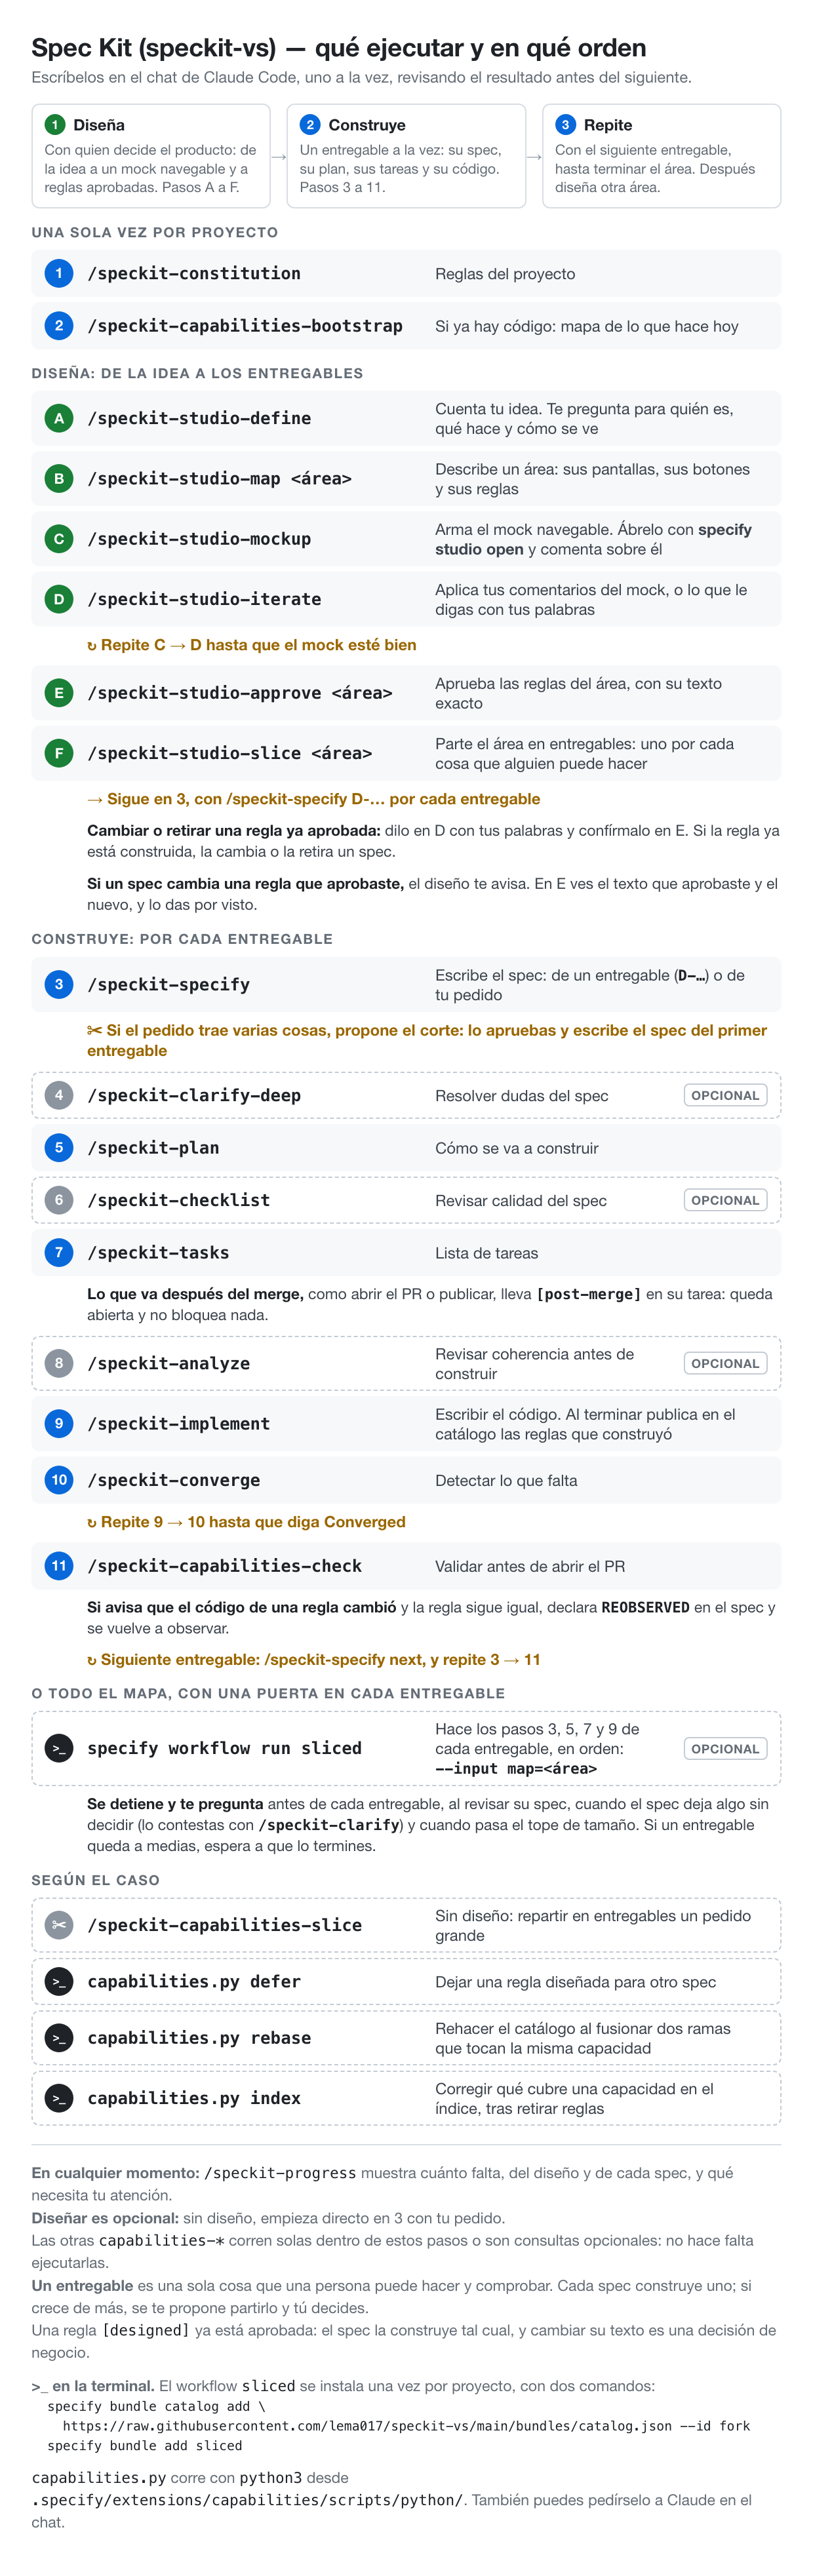 Spec Kit (speckit-vs) — qué ejecutar y en qué orden
Escríbelos en el chat de Claude Code, uno a la vez, revisando el resultado antes del siguiente.
1 Diseña
Con quien decide el producto: de
la idea a un mock navegable y a
reglas aprobadas. Pasos A a F.
→
2 Construye
Un entregable a la vez: su spec,
su plan, sus tareas y su código.
Pasos 3 a 11.
→
3 Repite
Con el siguiente entregable,
hasta terminar el área. Después
diseña otra área.
UNA SOLA VEZ POR PROYECTO
1 /speckit-constitution Reglas del proyecto
2 /speckit-capabilities-bootstrap Si ya hay código: mapa de lo que hace hoy
DISEÑA: DE LA IDEA A LOS ENTREGABLES
A /speckit-studio-define Cuenta tu idea. Te pregunta para quién es,
qué hace y cómo se ve
B /speckit-studio-map <área> Describe un área: sus pantallas, sus botones
y sus reglas
C /speckit-studio-mockup Arma el mock navegable. Ábrelo con specify
studio open y comenta sobre él
D /speckit-studio-iterate Aplica tus comentarios del mock, o lo que le
digas con tus palabras
↻ Repite C → D hasta que el mock esté bien
E /speckit-studio-approve <área> Aprueba las reglas del área, con su texto
exacto
F /speckit-studio-slice <área> Parte el área en entregables: uno por cada
cosa que alguien puede hacer
→ Sigue en 3, con /speckit-specify D-… por cada entregable
Cambiar o retirar una regla ya aprobada: dilo en D con tus palabras y confírmalo en E. Si la regla ya
está construida, la cambia o la retira un spec.
Si un spec cambia una regla que aprobaste, el diseño te avisa. En E ves el texto que aprobaste y el
nuevo, y lo das por visto.
CONSTRUYE: POR CADA ENTREGABLE
3 /speckit-specify Escribe el spec: de un entregable (D-…) o de
tu pedido
✂ Si el pedido trae varias cosas, propone el corte: lo apruebas y escribe el spec del primer
entregable
4 /speckit-clarify-deep Resolver dudas del spec OPCIONAL
5 /speckit-plan Cómo se va a construir
6 /speckit-checklist Revisar calidad del spec OPCIONAL
7 /speckit-tasks Lista de tareas
Lo que va después del merge, como abrir el PR o publicar, lleva [post-merge] en su tarea: queda
abierta y no bloquea nada.
8 /speckit-analyze Revisar coherencia antes de
construir OPCIONAL
9 /speckit-implement Escribir el código. Al terminar publica en el
catálogo las reglas que construyó
10 /speckit-converge Detectar lo que falta
↻ Repite 9 → 10 hasta que diga Converged
11 /speckit-capabilities-check Validar antes de abrir el PR
Si avisa que el código de una regla cambió y la regla sigue igual, declara REOBSERVED en el spec y
se vuelve a observar.
↻ Siguiente entregable: /speckit-specify next, y repite 3 → 11
O TODO EL MAPA, CON UNA PUERTA EN CADA ENTREGABLE
>_ specify workflow run sliced Hace los pasos 3, 5, 7 y 9 de
cada entregable, en orden:
--input map=<área> OPCIONAL
Se detiene y te pregunta antes de cada entregable, al revisar su spec, cuando el spec deja algo sin
decidir (lo contestas con /speckit-clarify) y cuando pasa el tope de tamaño. Si un entregable
queda a medias, espera a que lo termines.
SEGÚN EL CASO
✂ /speckit-capabilities-slice Sin diseño: repartir en entregables un pedido
grande
>_ capabilities.py defer Dejar una regla diseñada para otro spec
>_ capabilities.py rebase Rehacer el catálogo al fusionar dos ramas
que tocan la misma capacidad
>_ capabilities.py index Corregir qué cubre una capacidad en el
índice, tras retirar reglas
En cualquier momento: /speckit-progress muestra cuánto falta, del diseño y de cada spec, y qué
necesita tu atención.
Diseñar es opcional: sin diseño, empieza directo en 3 con tu pedido.
Las otras capabilities-* corren solas dentro de estos pasos o son consultas opcionales: no hace falta
ejecutarlas.
Un entregable es una sola cosa que una persona puede hacer y comprobar. Cada spec construye uno; si
crece de más, se te propone partirlo y tú decides.
Una regla [designed] ya está aprobada: el spec la construye tal cual, y cambiar su texto es una decisión de
negocio.
>_ en la terminal. El workflow sliced se instala una vez por proyecto, con dos comandos:
specify bundle catalog add \
https://raw.githubusercontent.com/lema017/speckit-vs/main/bundles/catalog.json --id fork
specify bundle add sliced
capabilities.py corre con python3 desde
.specify/extensions/capabilities/scripts/python/. También puedes pedírselo a Claude en el
chat.